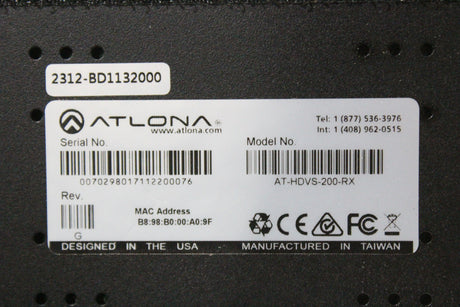 2312-BD1132000
ATLONA®
www.atlona.com
Tel: 1 (877) 536-3976
Int: 1 (408) 962-0515
Serial No.
Model No.
0070298017112200076
AT-HDVS-200-RX
Rev.
G
MAC Address
B8:98:B0:00:A0:9F
CE FC
DESIGNED IN THE USA
MANUFACTURED IN TAIWAN